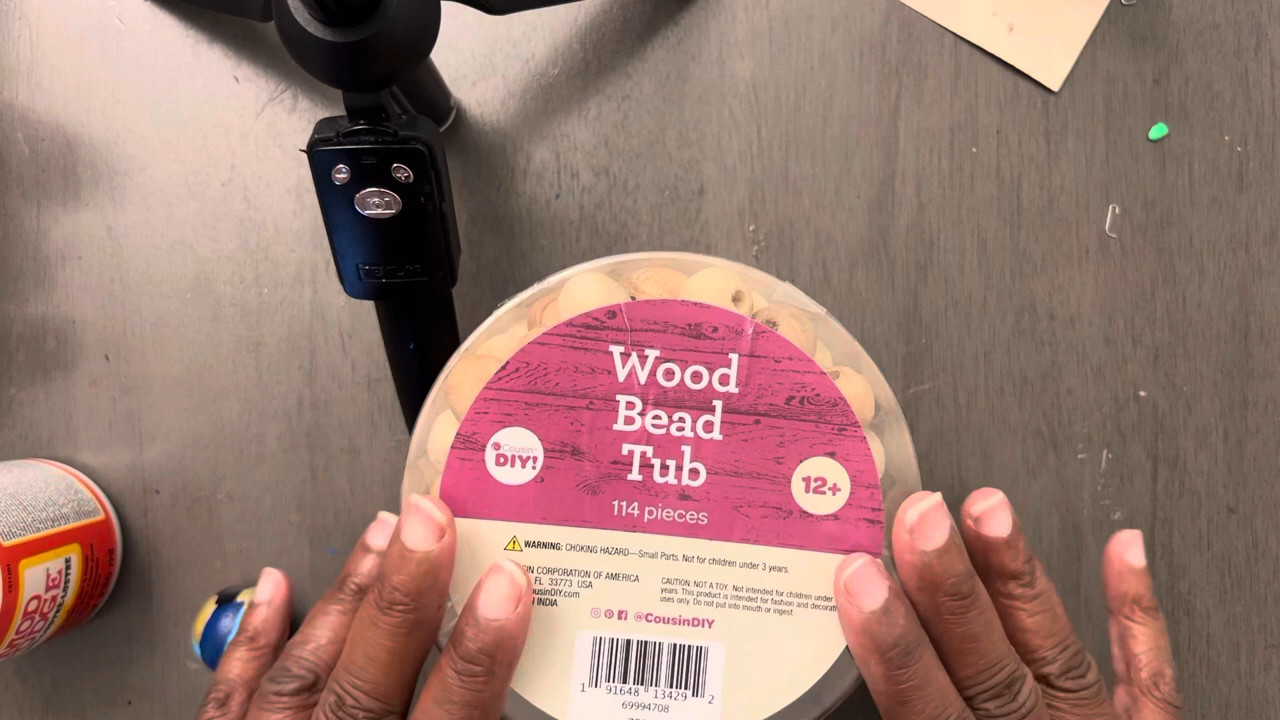 Wood
Bead
Tub
Cousin
DIY!
12+
114 pieces
WARNING: CHOKING HAZARD—Small Parts. Not for children under 3 years.
CORPORATION OF AMERICA
FL 33773 USA
INDIA
CAUTION: NOT A TOY. Not intended for children under
years. This product is intended for fashion and
uses only. Do not put into mouth or ingest.
@CousinDIY
1 91648 13429 2
69994708